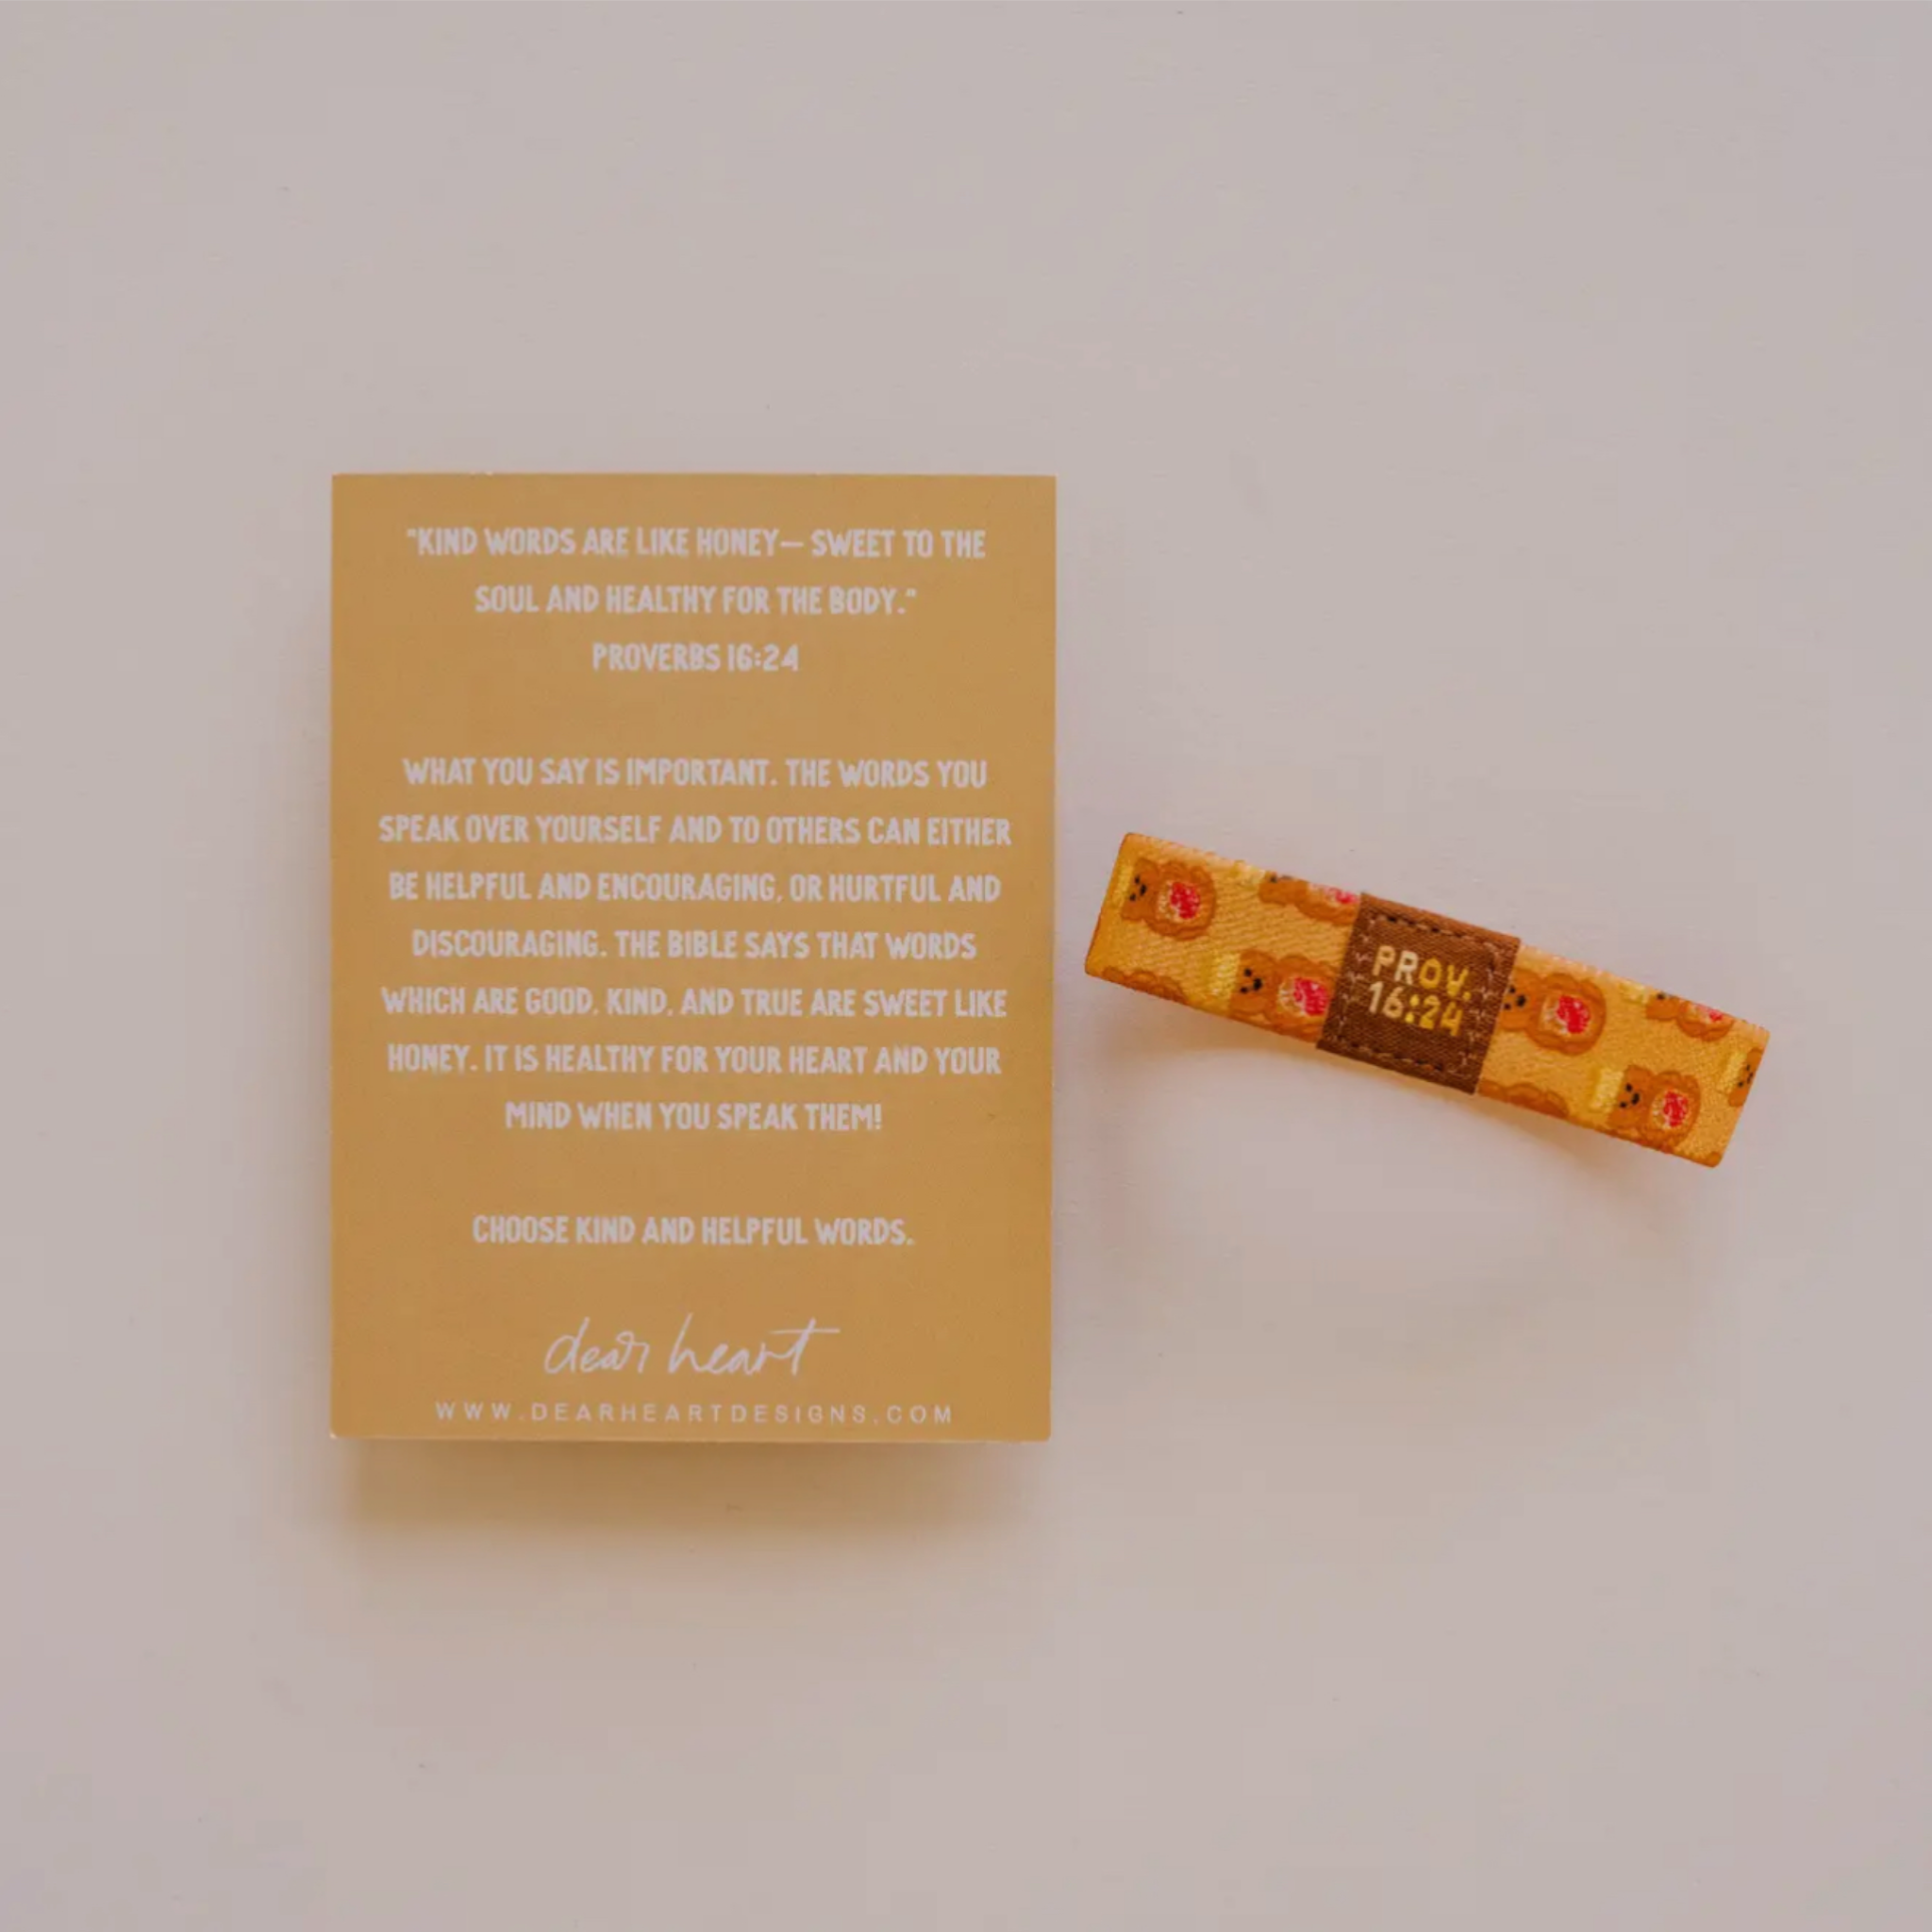 "KIND WORDS ARE LIKE HONEY— SWEET TO THE
SOUL AND HEALTHY FOR THE BODY."
PROVERBS 16:24
WHAT YOU SAY IS IMPORTANT. THE WORDS YOU
SPEAK OVER YOURSELF AND TO OTHERS CAN EITHER
BE HELPFUL AND ENCOURAGING, OR HURTFUL AND
DISCOURAGING. THE BIBLE SAYS THAT WORDS
WHICH ARE GOOD, KIND, AND TRUE ARE SWEET LIKE
HONEY. IT IS HEALTHY FOR YOUR HEART AND YOUR
MIND WHEN YOU SPEAK THEM!
CHOOSE KIND AND HELPFUL WORDS.
dear heart
WWW.DEARHEARTDESIGNS.COM
PROV.
16:24